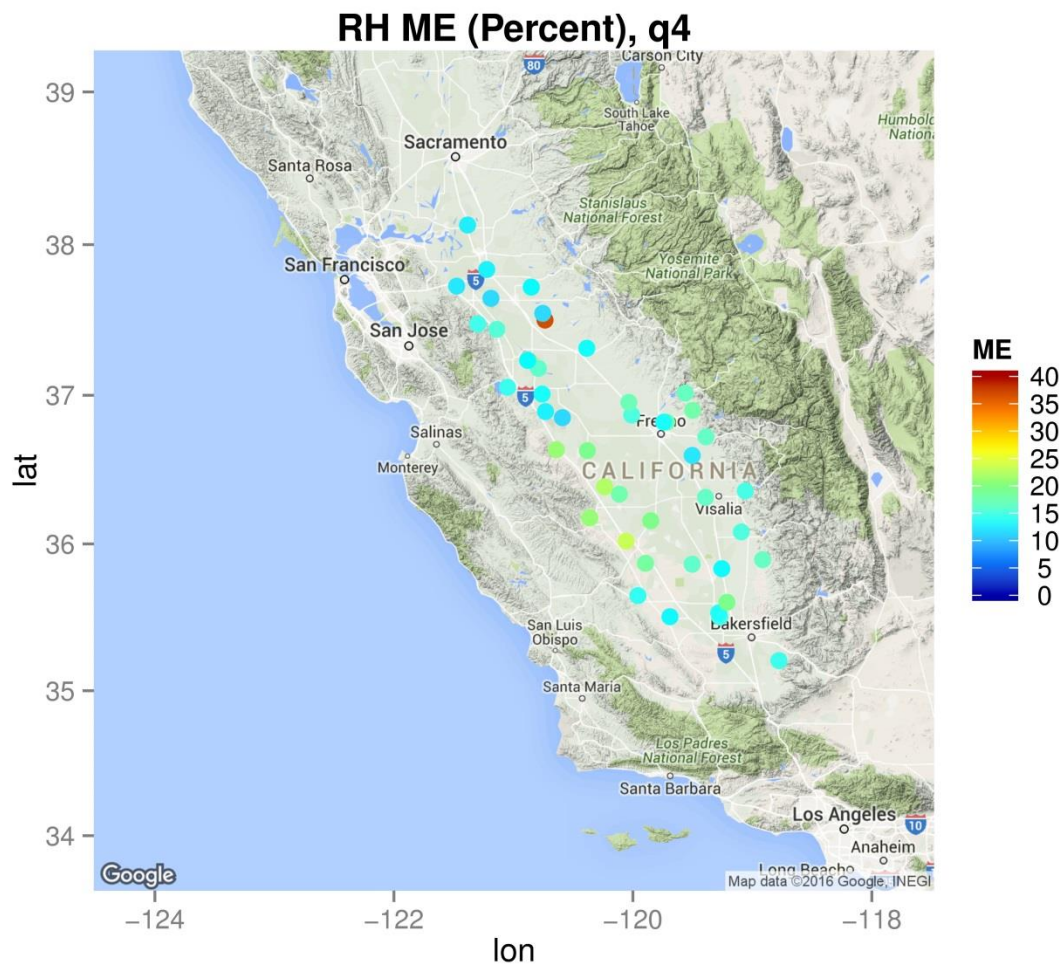 RH ME (Percent), q4
80
Carson City
39
South Lake
Tahoe
Humbol
Nation
Sacramento
Santa Rosa
Stanislaus
National Forest
38
Yosemite
National Park
San Francisco
5
San Jose
ME
40
35
30
25
20
15
10
5
0
37
5
Salinas
Fresno
Monterey
CALIFORNIA
Visalia
lat
36
San Luis
Obispo
Bakersfield
5
35
Santa Maria
Los Padres
National Forest
Santa Barbara
34
Los Angeles
10
Anaheim
Long Beach
Google
Map data ©2016 Google, INEGI
−124
−122
−120
−118
lon